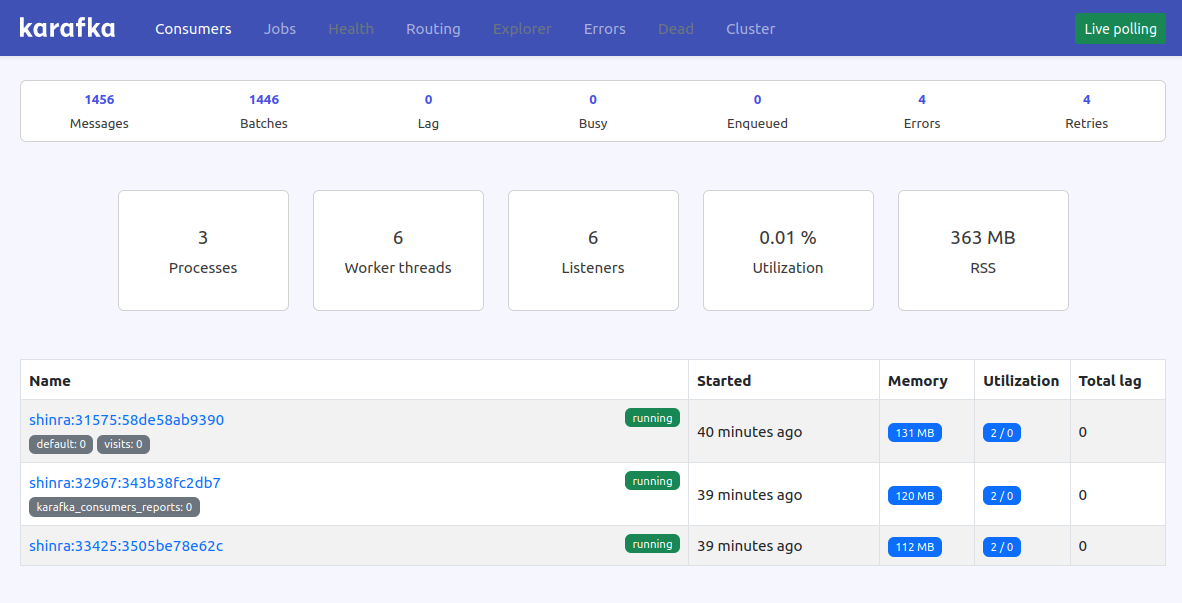 karafka Consumers Jobs Health Routing Explorer Errors Dead Cluster Live polling
1456 1446 0 0 0 4 4
Messages Batches Lag Busy Enqueued Errors Retries
3 6 6 0.01 % 363 MB
Processes Worker threads Listeners Utilization RSS
Name Started Memory Utilization Total lag
shinra:31575:58de58ab9390 running 40 minutes ago 131 MB 2 / 0 0
default: 0 visits: 0
shinra:32967:343b38fc2db7 running 39 minutes ago 120 MB 2 / 0 0
karafka_consumers_reports: 0
shinra:33425:3505be78e62c running 39 minutes ago 112 MB 2 / 0 0